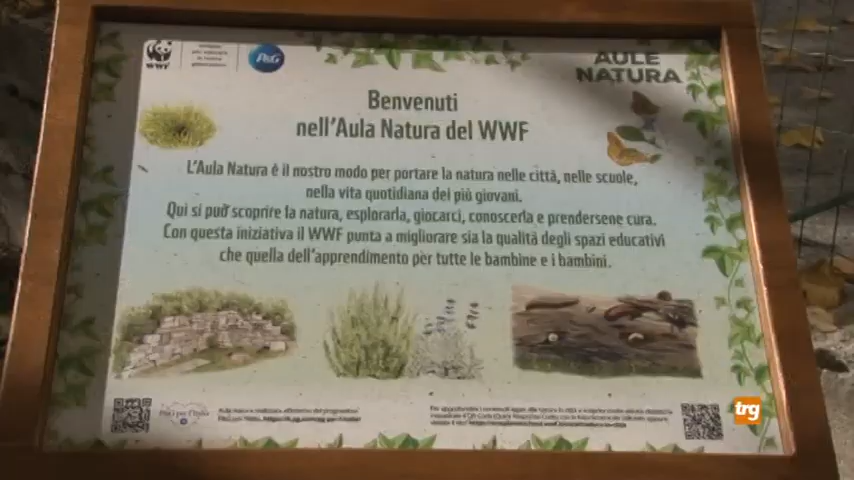 WWF
P&G
AULE
NATURA
Benvenuti
nell'Aula Natura del WWF
L'Aula Natura è il nostro modo per portare la natura nelle città, nelle scuole,
nella vita quotidiana dei più giovani.
Qui si può scoprire la natura, esplorarla, giocarci, conoscerla e prendersene cura.
Con questa iniziativa il WWF punta a migliorare sia la qualità degli spazi educativi
che quella dell'apprendimento per tutte le bambine e i bambini.
P&G per l'Italia
trg